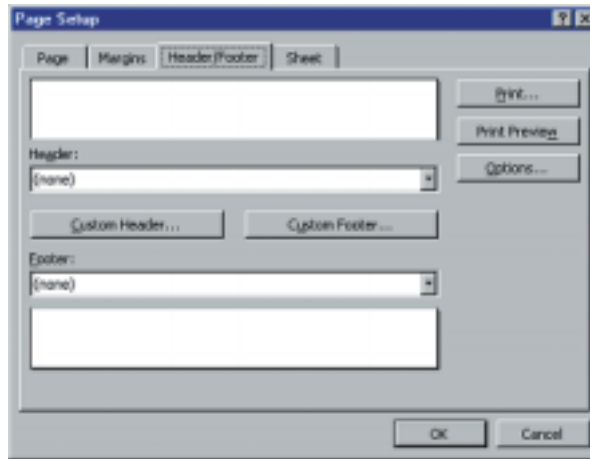 Page Setup
Page Margins Header/Footer Sheet
Print...
Print Preview
Header:
(none)
Options...
Custom Header... Custom Footer...
Footer:
(none)
OK Cancel